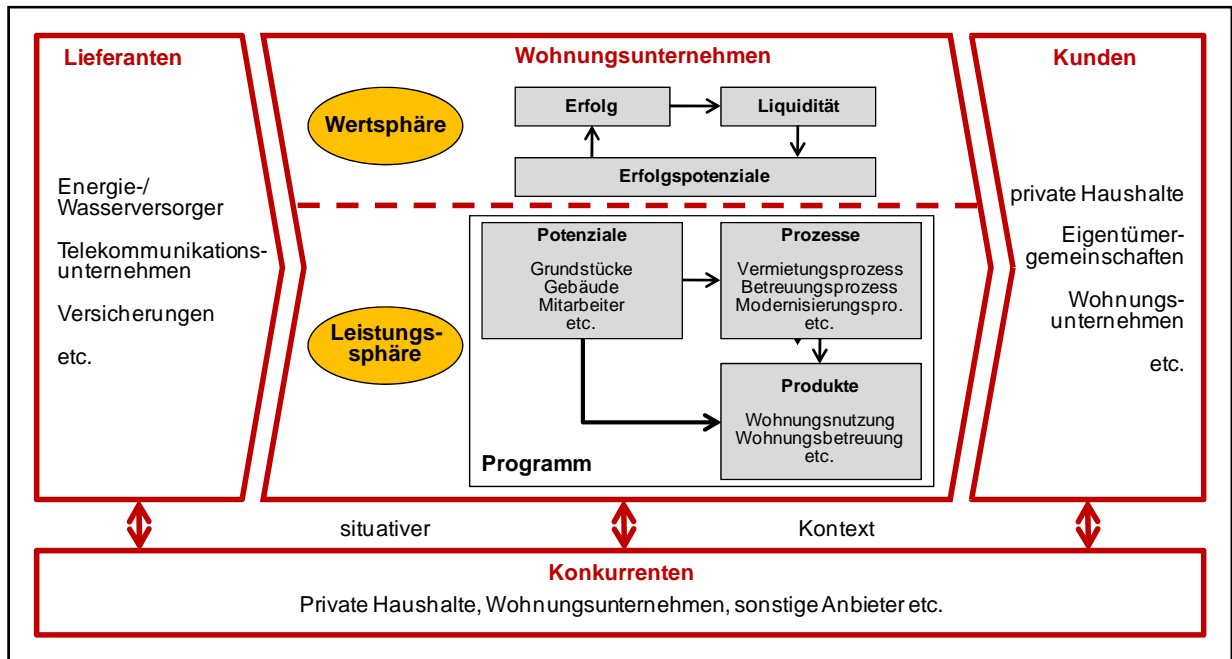 Lieferanten
Energie-/
Wasserversorger
Telekommunikations-
unternehmen
Versicherungen
etc.
Wohnungsunternehmen
Wertsphäre
Erfolg
Liquidität
Erfolgspotenziale
Leistungs-
sphäre
Potenziale
Grundstücke
Gebäude
Mitarbeiter
etc.
Prozesse
Vermietungsprozess
Betreuungsprozess
Modernisierungspro.
etc.
Produkte
Wohnungsnutzung
Wohnungsbetreuung
etc.
Programm
Kunden
private Haushalte
Eigentümer-
gemeinschaften
Wohnungs-
unternehmen
etc.
situativer
Kontext
Konkurrenten
Private Haushalte, Wohnungsunternehmen, sonstige Anbieter etc.